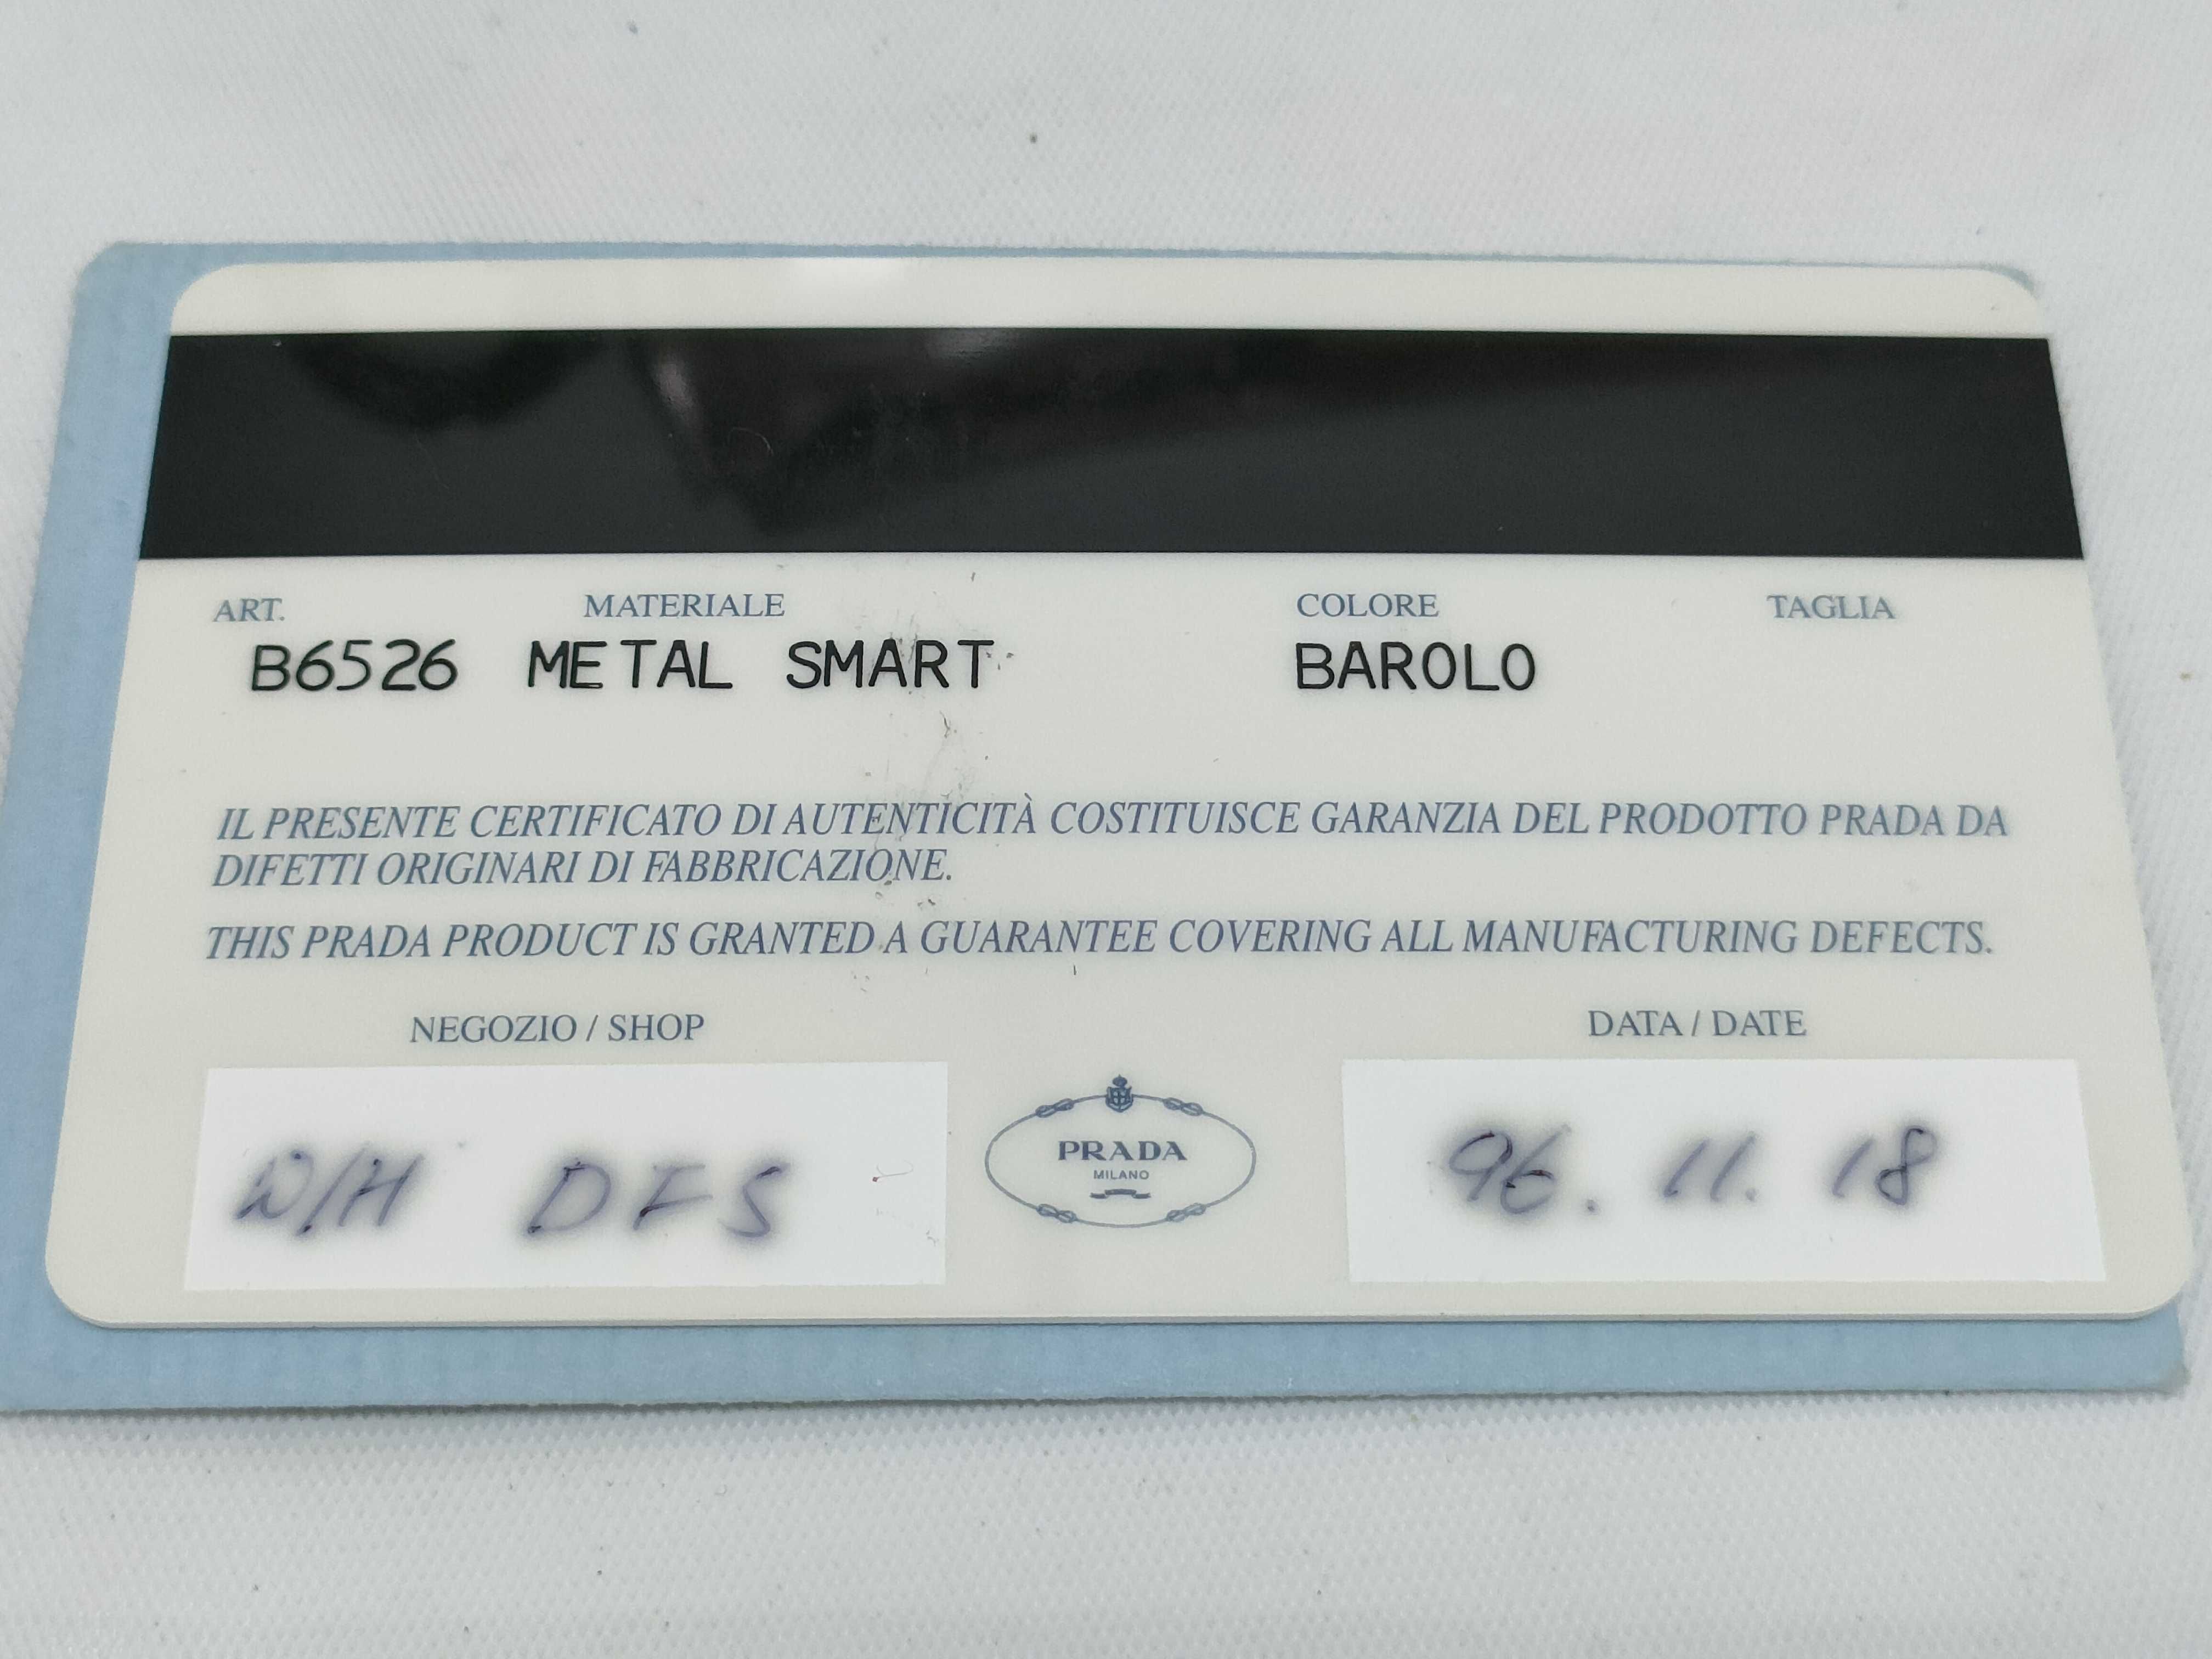 ART. MATERIALE COLORE TAGLIA
B6526 METAL SMART BAROLO
IL PRESENTE CERTIFICATO DI AUTENTICITÀ COSTITUISCE GARANZIA DEL PRODOTTO PRADA DA
DIFETTI ORIGINARI DI FABBRICAZIONE.
THIS PRADA PRODUCT IS GRANTED A GUARANTEE COVERING ALL MANUFACTURING DEFECTS.
NEGOZIO / SHOP DATA / DATE
W/H DFS
PRADA
MILANO
96. 11. 18